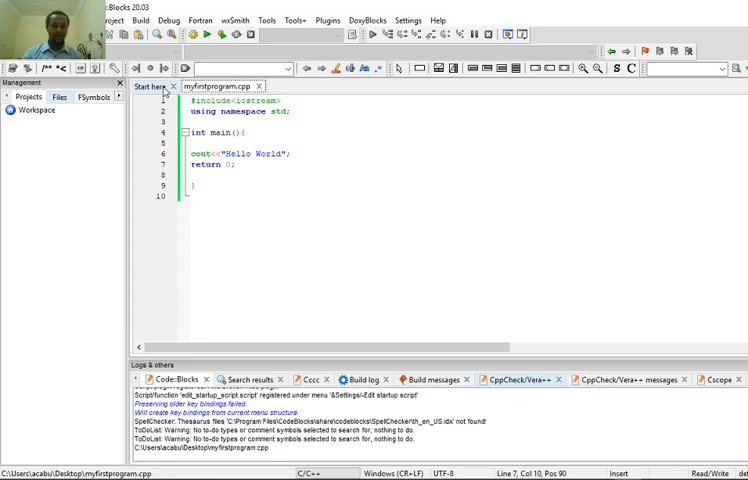 ::Blocks 20.03
oject Build Debug Fortran wxSmith Tools Tools+ Plugins DoxyBlocks Settings Help
/** *<
S C
Management
Projects Files FSymbols
Workspace
Start here myfirstprogram.cpp
1 #include<iostream>
2 using namespace std;
3
4 int main(){
5
6 cout<<"Hello World";
7 return 0;
8
9 }
10
Logs & others
Code::Blocks Search results Cccc Build log Build messages CppCheck/Vera++ CppCheck/Vera++ messages Cscope
Script/function 'edit_startup_script.script' registered under menu '&Settings/-Edit startup script'
Preserving older key bindings failed.
Will create key bindings from current menu structure.
SpellChecker: Thesaurus files 'C:\Program Files\CodeBlocks\share\codeblocks\SpellChecker\th_en_US.idx' not found!
ToDoList: Warning: No to-do types or comment symbols selected to search for, nothing to do.
ToDoList: Warning: No to-do types or comment symbols selected to search for, nothing to do.
C:\Users\acabu\Desktop\myfirstprogram.cpp
C:\Users\acabu\Desktop\myfirstprogram.cpp C/C++ Windows (CR+LF) UTF-8 Line 7, Col 10, Pos 90 Insert Read/Write def